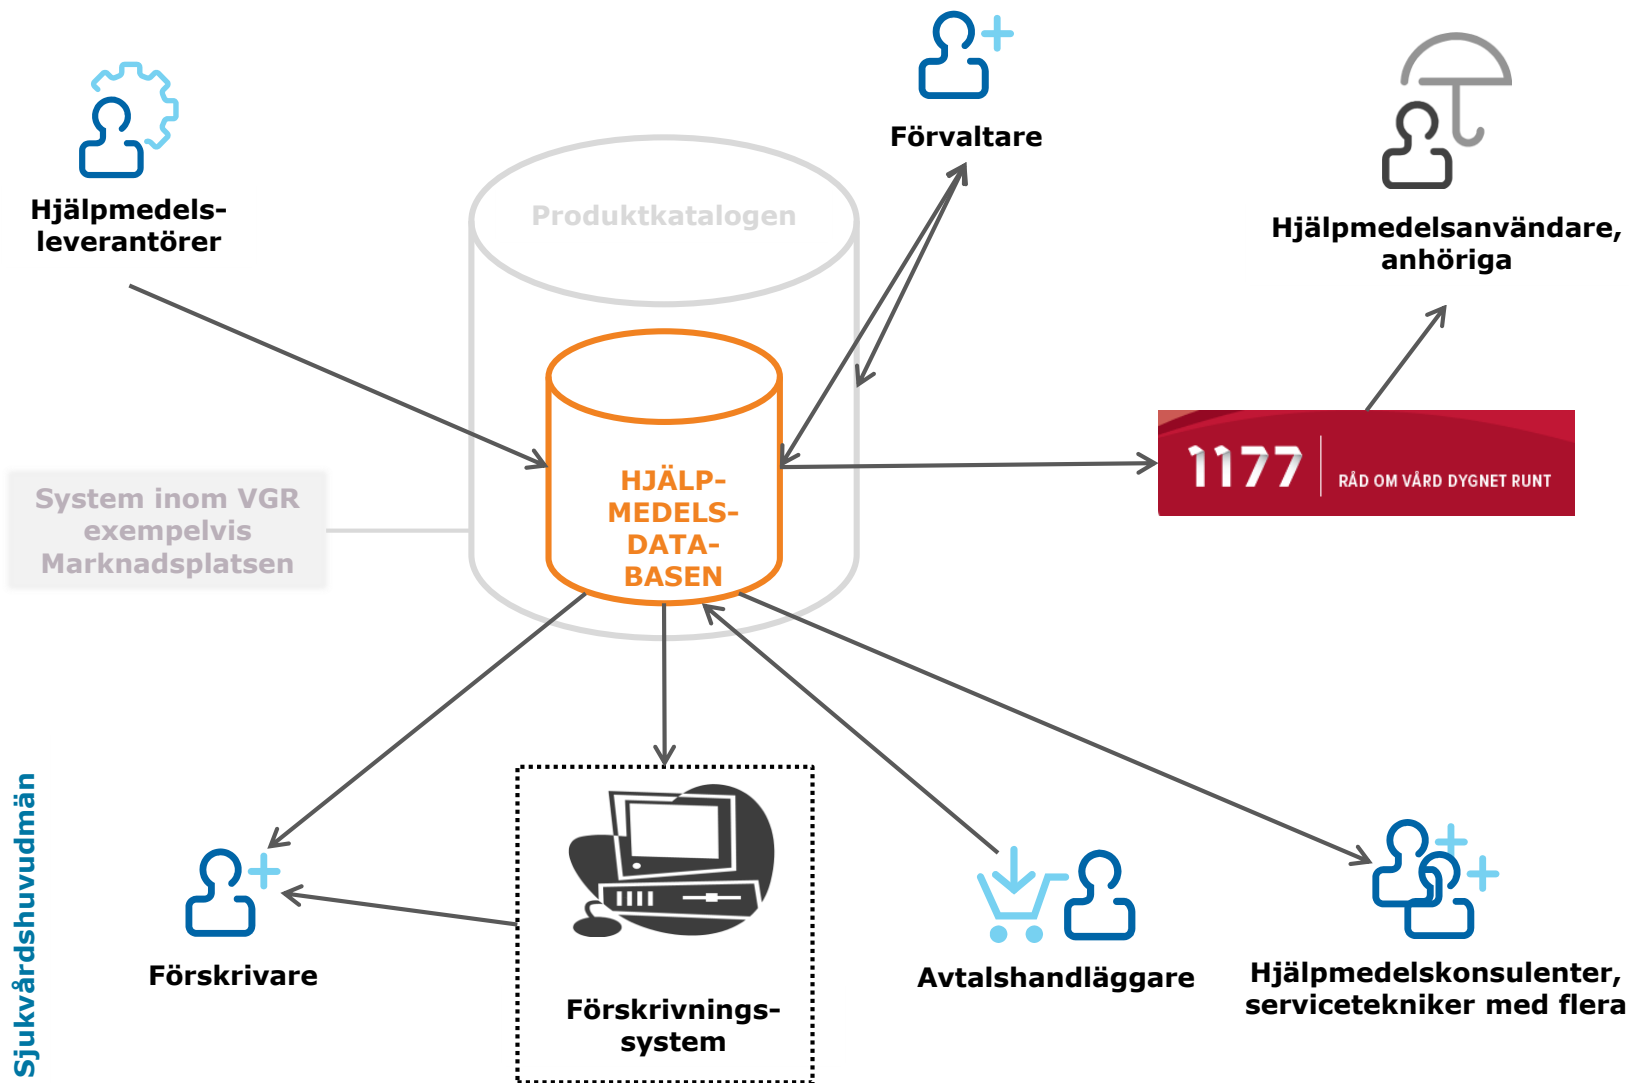 Förvaltare
Hjälpmedels-
leverantörer
Produktkatalogen
Hjälpmedelsanvändare,
anhöriga
HJÄLP-
MEDELS-
DATA-
BASEN
1177
RÅD OM VÅRD DYGNET RUNT
System inom VGR
exempelvis
Marknadsplatsen
Sjukvårdshuvudmän
Förskrivare
Förskrivnings-
system
Avtalshandläggare
Hjälpmedelskonsulenter,
servicetekniker med flera